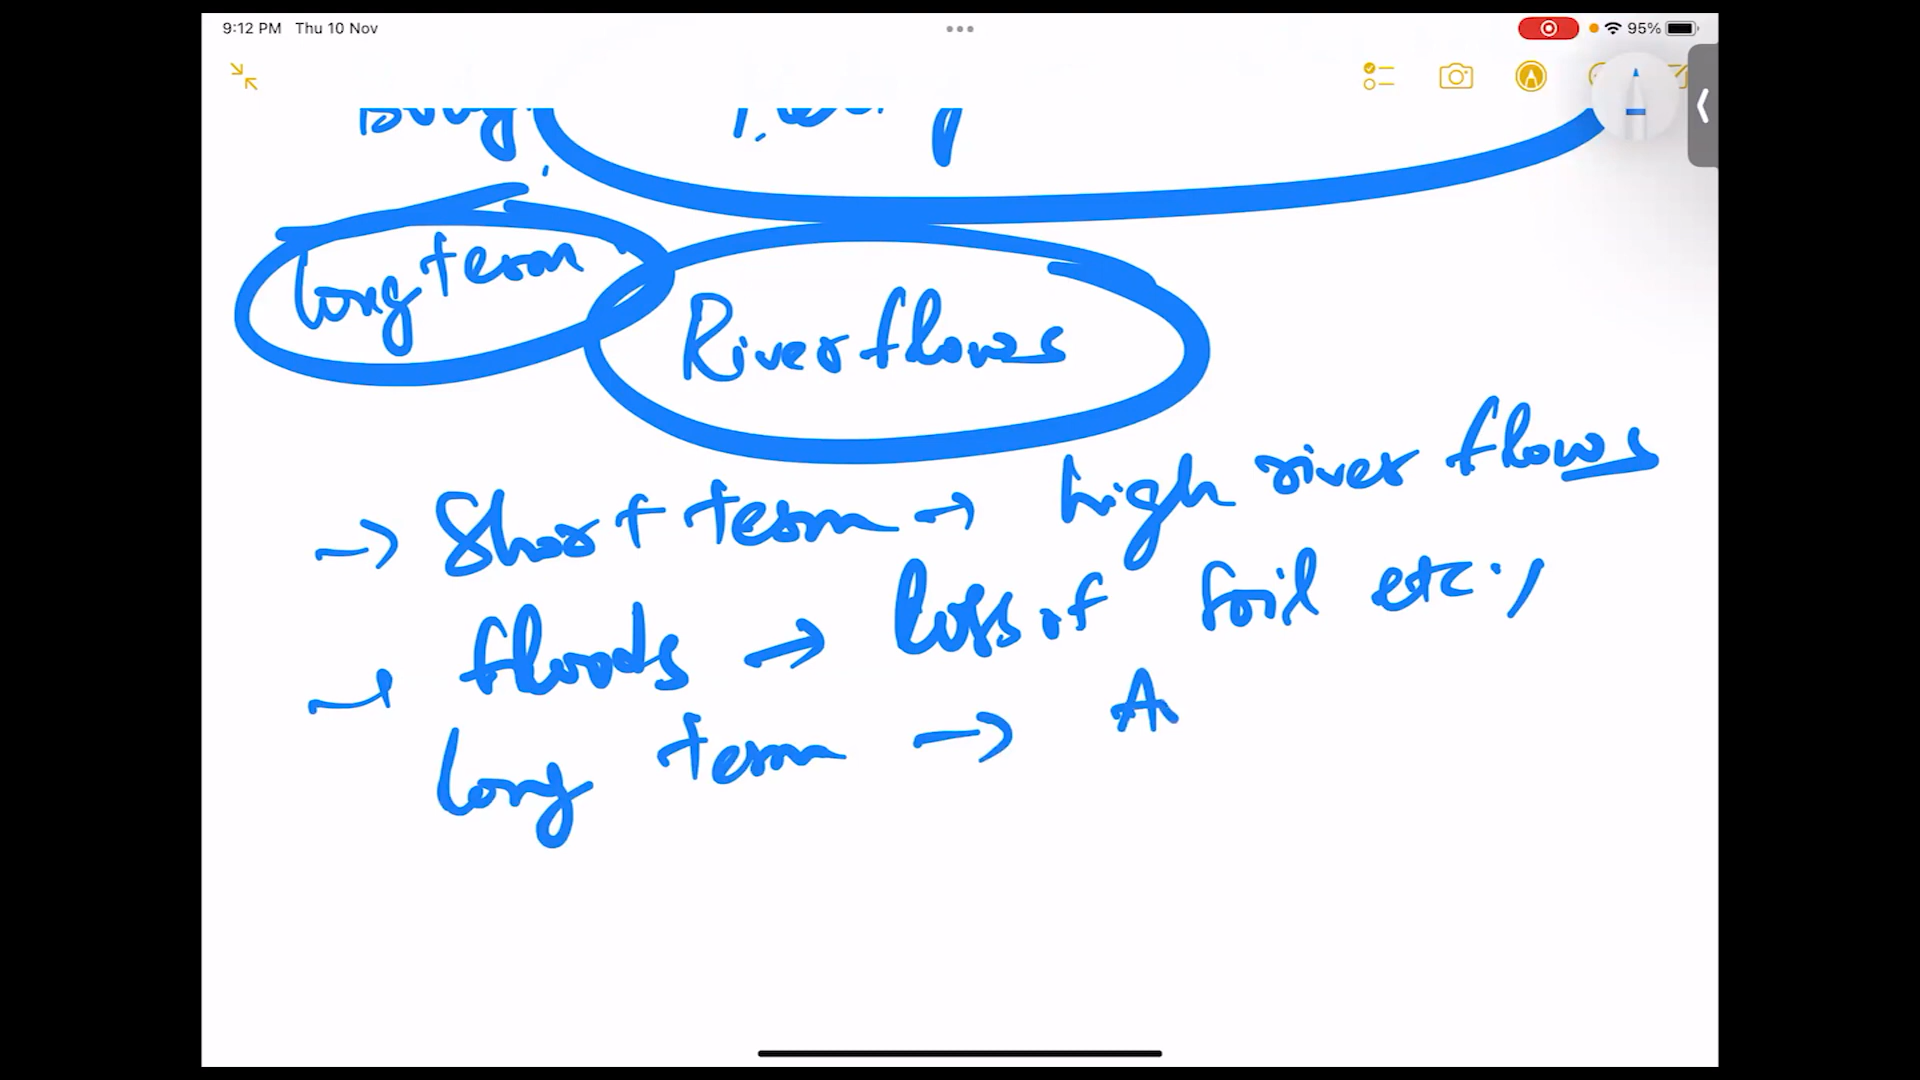 9:12 PM Thu 10 Nov
95%
Long term
River flows
→ Short term → high river flows
→ floods → loss of soil etc.,
Long term → A